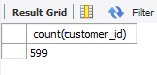 Result Grid Filter
count(customer_id)
599